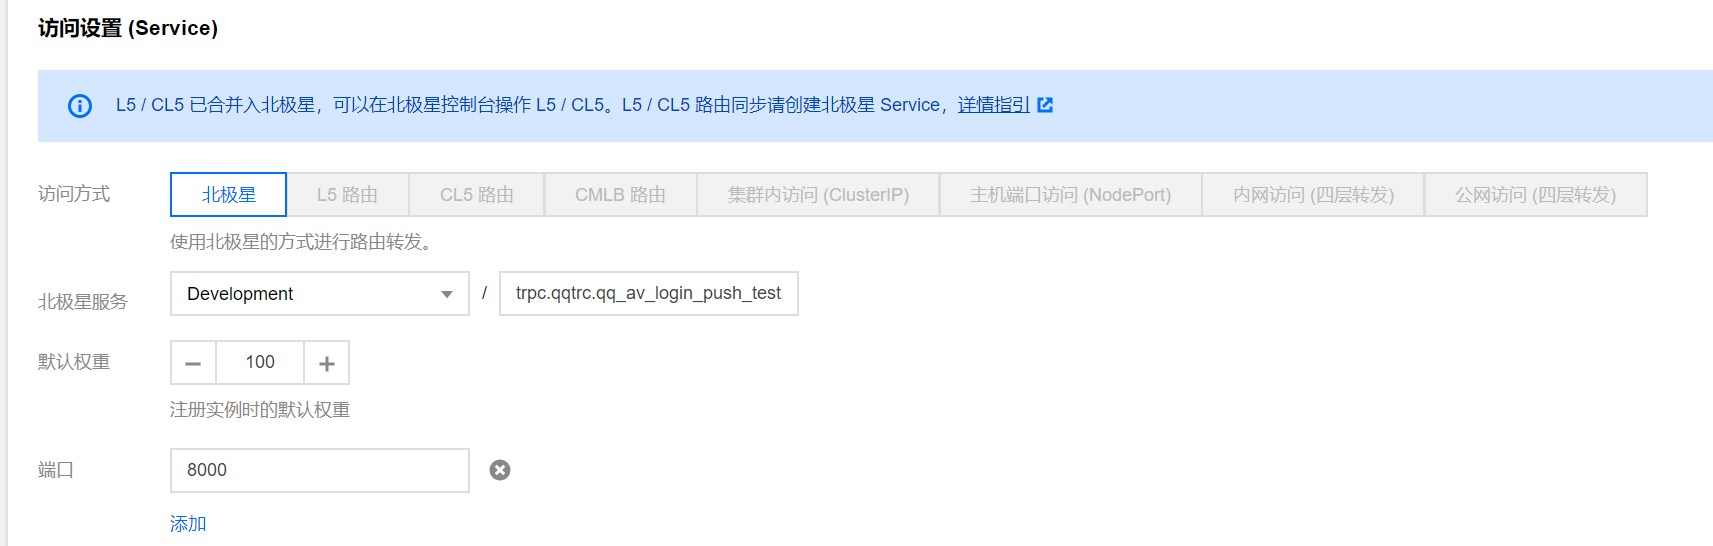 访问设置 (Service)
L5 / CL5 已合并入北极星，可以在北极星控制台操作 L5 / CL5。L5 / CL5 路由同步请创建北极星 Service，详情指引
访问方式 北极星 L5 路由 CL5 路由 CMLB 路由 集群内访问 (ClusterIP) 主机端口访问 (NodePort) 内网访问 (四层转发) 公网访问 (四层转发)
使用北极星的方式进行路由转发。
北极星服务 Development / trpc.qqtrc.qq_av_login_push_test.
默认权重 − 100 +
注册实例时的默认权重
端口 8000
添加